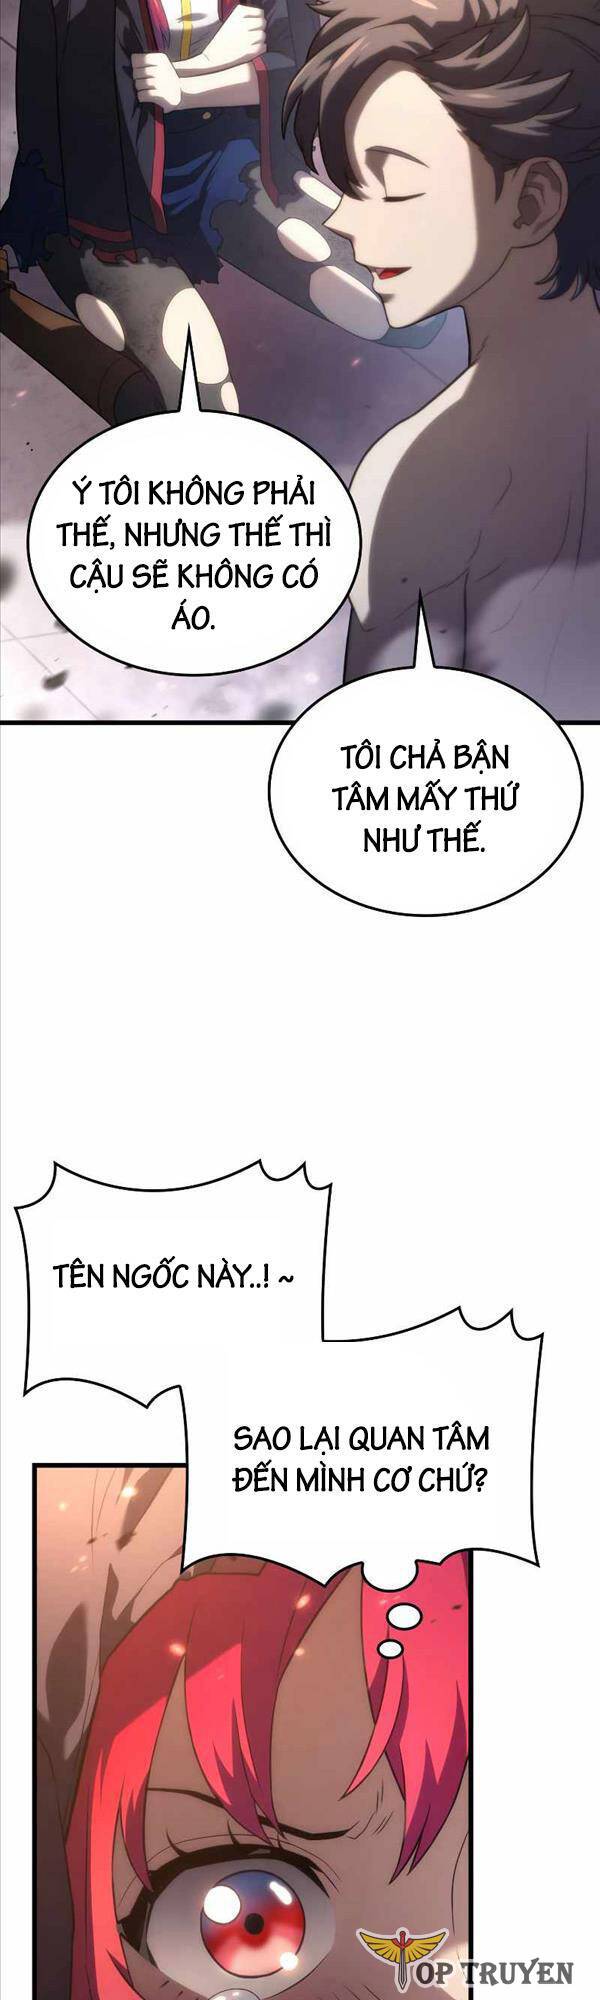 Ý TÔI KHÔNG PHẢI
THẾ, NHƯNG THẾ THÌ
CẬU SẼ KHÔNG CÓ
ÁO.
TÔI CHẢ BẬN
TÂM MẤY THỨ
NHƯ THẾ.
TÊN NGỐC NÀY..! ~
SAO LẠI QUAN TÂM
ĐẾN MÌNH CƠ CHỨ?
TOP TRUYEN